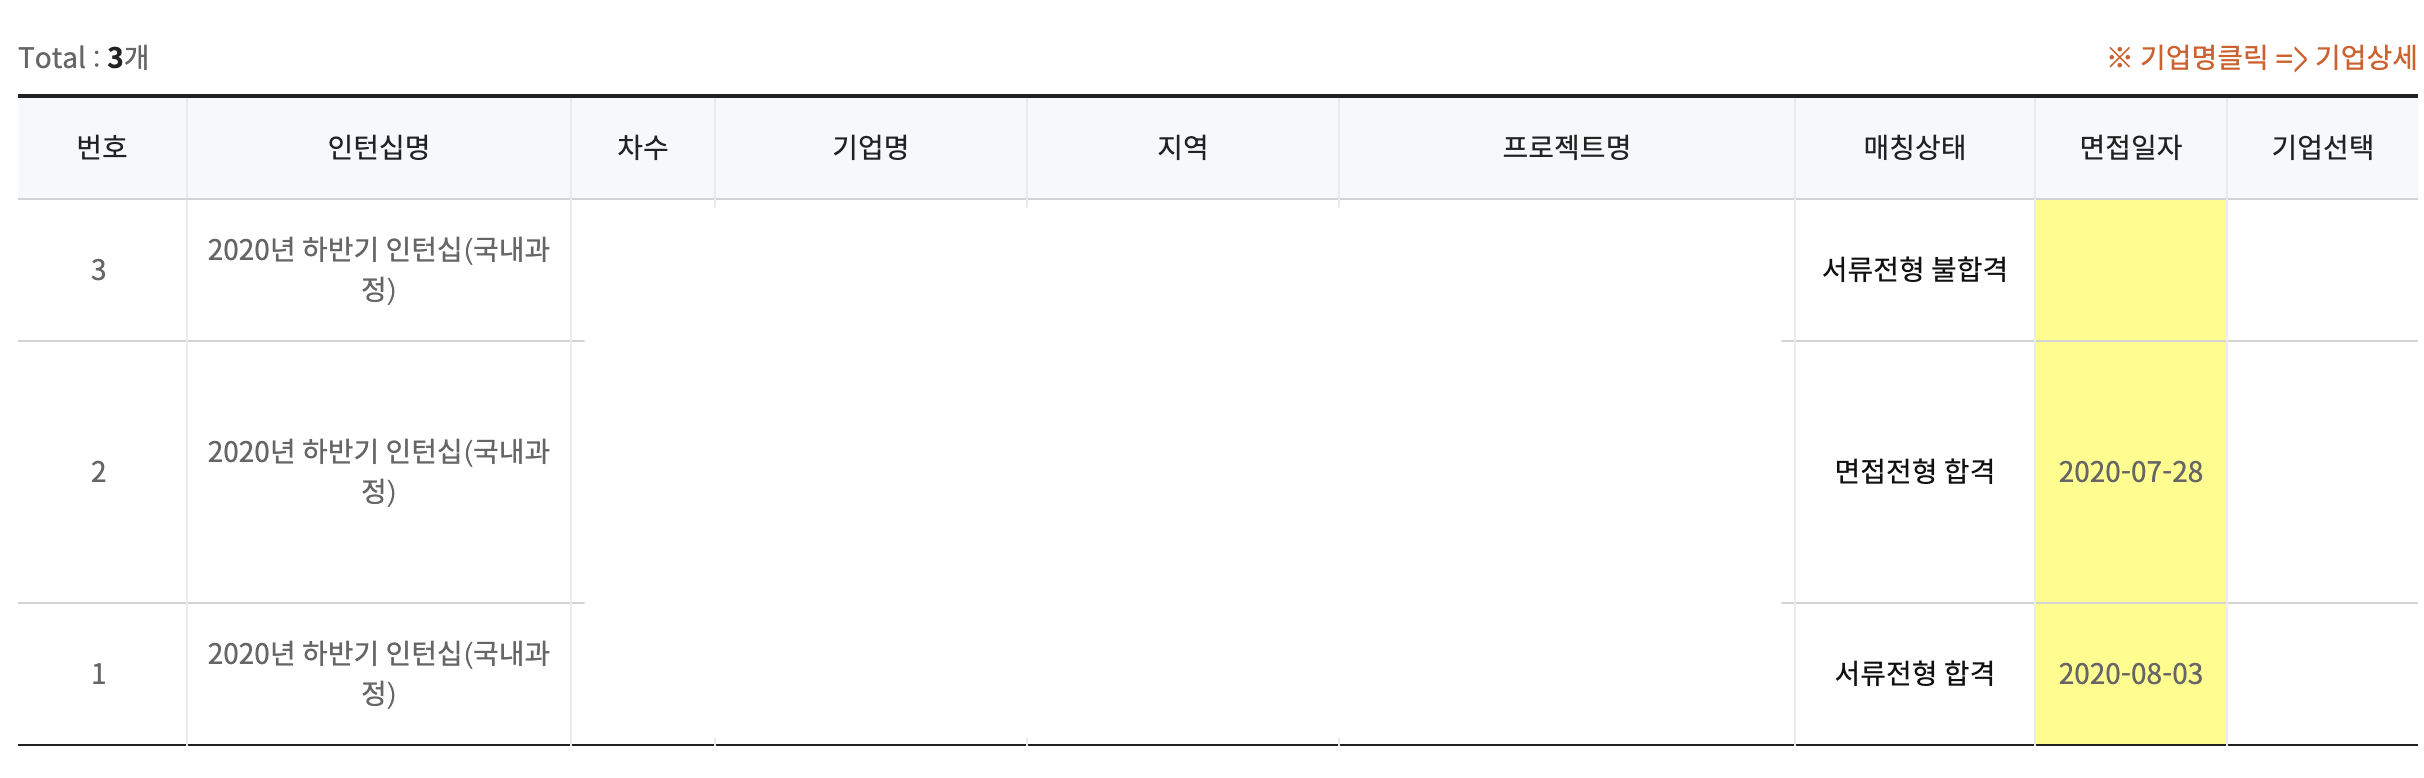 Total : 3개
※ 기업명클릭 => 기업상세
번호 인턴십명 차수 기업명 지역 프로젝트명 매칭상태 면접일자 기업선택
3 2020년 하반기 인턴십(국내과
정) 서류전형 불합격
2 2020년 하반기 인턴십(국내과
정) 면접전형 합격 2020-07-28
1 2020년 하반기 인턴십(국내과
정) 서류전형 합격 2020-08-03